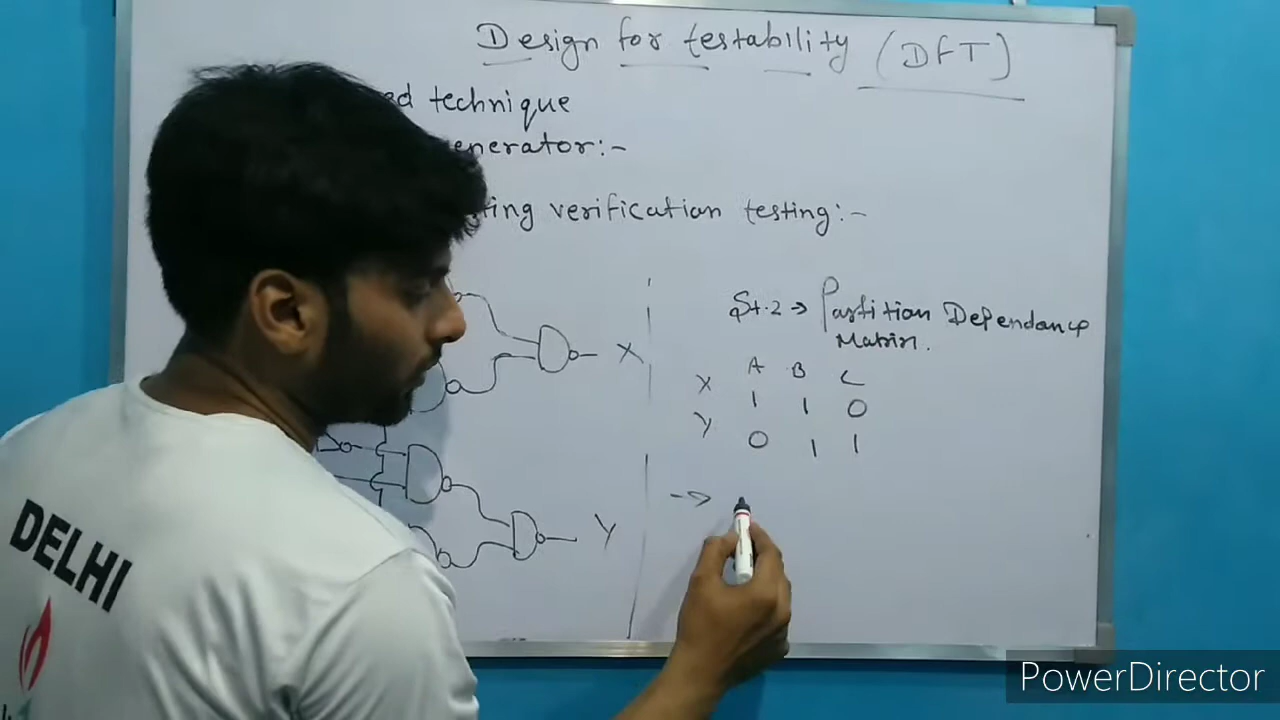 Design for testability (DFT)
ed technique
enerator:-
ting verification testing:-
St.2 → Partition Dependance
Matrix.
A B C
X 1 1 0
Y 0 1 1
->
X
Y
DELHI
PowerDirector